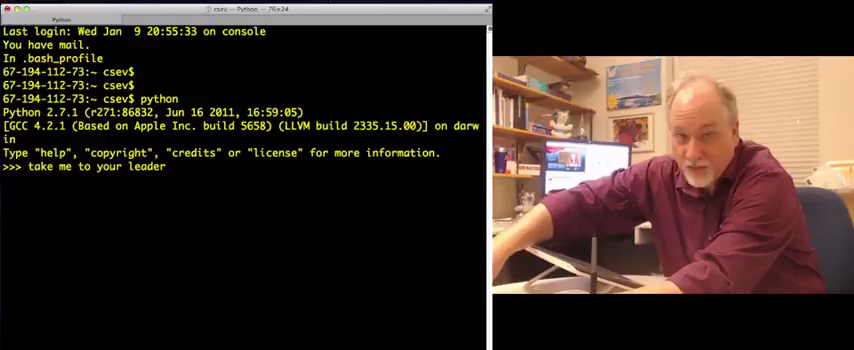 csev — Python — 76×24
Python
Last login: Wed Jan  9 20:55:33 on console
You have mail.
In .bash_profile
67-194-112-73:~ csev$
67-194-112-73:~ csev$
67-194-112-73:~ csev$ python
Python 2.7.1 (r271:86832, Jun 16 2011, 16:59:05)
[GCC 4.2.1 (Based on Apple Inc. build 5658) (LLVM build 2335.15.00)] on darw
in
Type "help", "copyright", "credits" or "license" for more information.
>>> take me to your leader